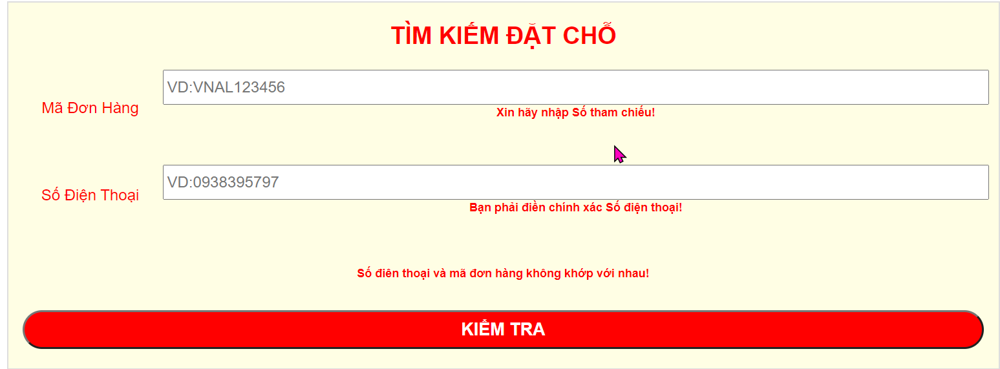 TÌM KIẾM ĐẶT CHỖ
VD:VNAL123456
Mã Đơn Hàng
Xin hãy nhập Số tham chiếu!
VD:0938395797
Số Điện Thoại
Bạn phải điền chính xác Số điện thoại!
Số điên thoại và mã đơn hàng không khớp với nhau!
KIỂM TRA